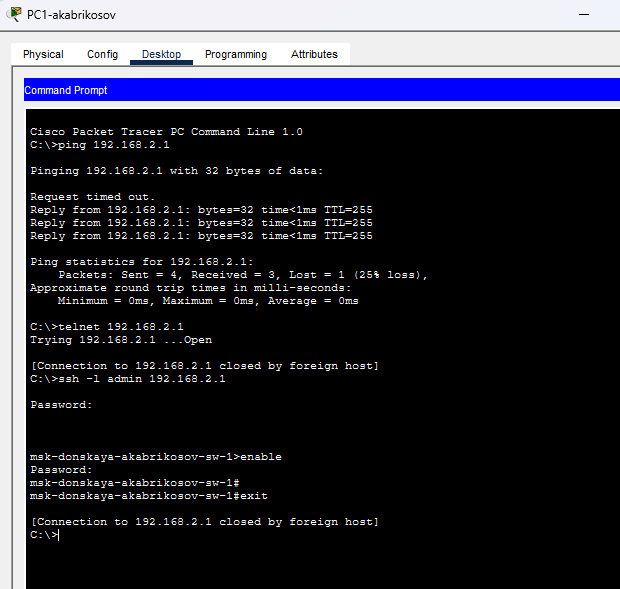 PC1-akabrikosov
Physical Config Desktop Programming Attributes
Command Prompt
Cisco Packet Tracer PC Command Line 1.0
C:\>ping 192.168.2.1
Pinging 192.168.2.1 with 32 bytes of data:
Request timed out.
Reply from 192.168.2.1: bytes=32 time<1ms TTL=255
Reply from 192.168.2.1: bytes=32 time<1ms TTL=255
Reply from 192.168.2.1: bytes=32 time<1ms TTL=255
Ping statistics for 192.168.2.1:
Packets: Sent = 4, Received = 3, Lost = 1 (25% loss),
Approximate round trip times in milli-seconds:
Minimum = 0ms, Maximum = 0ms, Average = 0ms
C:\>telnet 192.168.2.1
Trying 192.168.2.1 ...Open
[Connection to 192.168.2.1 closed by foreign host]
C:\>ssh -l admin 192.168.2.1
Password:
msk-donskaya-akabrikosov-sw-1>enable
Password:
msk-donskaya-akabrikosov-sw-1#
msk-donskaya-akabrikosov-sw-1#exit
[Connection to 192.168.2.1 closed by foreign host]
C:\>